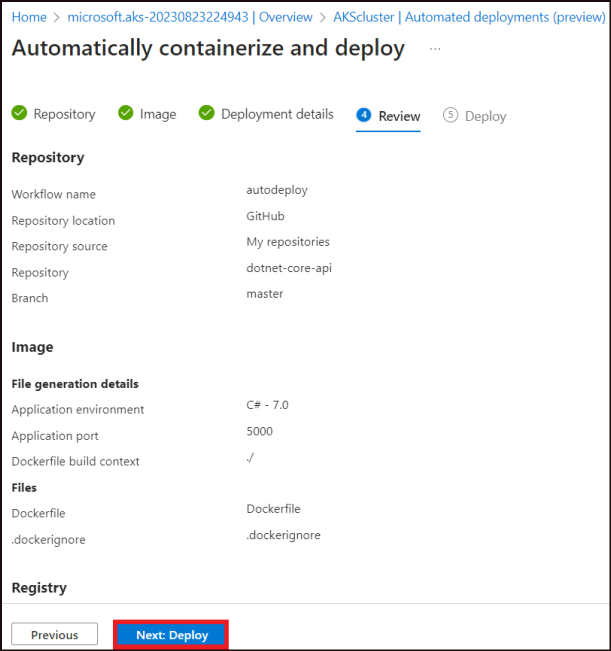 Home > microsoft.aks-20230823224943 | Overview > AKScluster | Automated deployments (preview)
Automatically containerize and deploy ...
Repository Image Deployment details 4 Review 5 Deploy
Repository
Workflow name autodeploy
Repository location GitHub
Repository source My repositories
Repository dotnet-core-api
Branch master
Image
File generation details
Application environment C# - 7.0
Application port 5000
Dockerfile build context ./
Files
Dockerfile Dockerfile
.dockerignore .dockerignore
Registry
Previous Next: Deploy